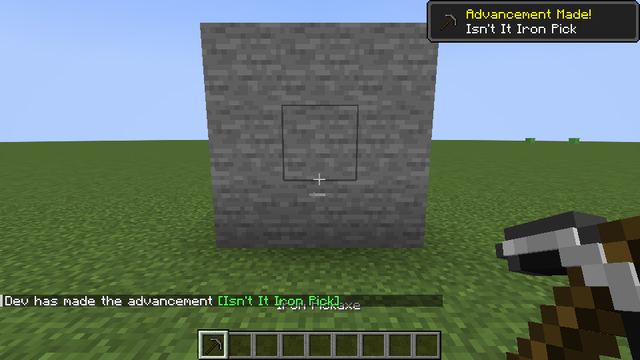 Advancement Made!
Isn't It Iron Pick
Dev has made the advancement [Isn't It Iron Pick]
Iron Pickaxe